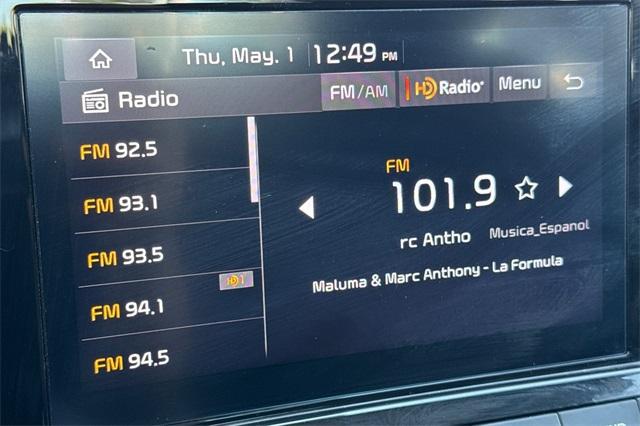 Thu, May. 1 12:49 PM
Radio FM/AM HD Radio Menu
FM 92.5
FM 93.1
FM 93.5
HD1
FM 94.1
FM 94.5
FM
101.9
rc Antho Musica_Espanol
Maluma & Marc Anthony - La Formula